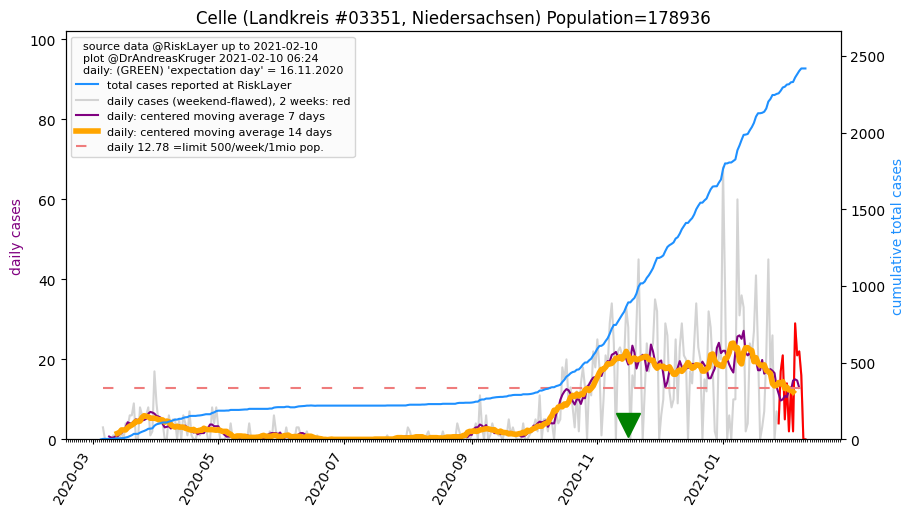 Celle (Landkreis #03351, Niedersachsen) Population=178936
source data @RiskLayer up to 2021-02-10
plot @DrAndreasKruger 2021-02-10 06:24
daily: (GREEN) 'expectation day' = 16.11.2020
total cases reported at RiskLayer
daily cases (weekend-flawed), 2 weeks: red
daily: centered moving average 7 days
daily: centered moving average 14 days
daily 12.78 =limit 500/week/1mio pop.
daily cases
100
80
60
40
20
0
cumulative total cases
2500
2000
1500
1000
500
0
2020-03
2020-05
2020-07
2020-09
2020-11
2021-01